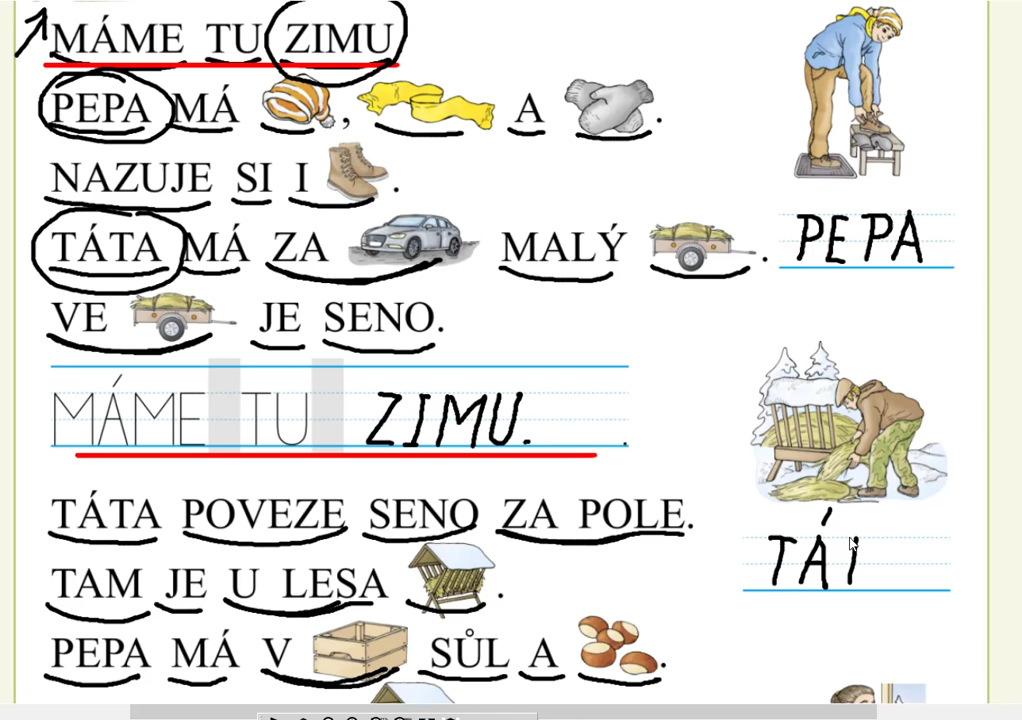 MÁME TU ZIMU
PEPA MÁ , A .
NAZUJE SI I .
TÁTA MÁ ZA MALÝ .
PEPA
VE JE SENO.
MÁME TU ZIMU. .
TÁTA POVEZE SENO ZA POLE.
TÁI
TAM JE U LESA .
PEPA MÁ V SŮL A .